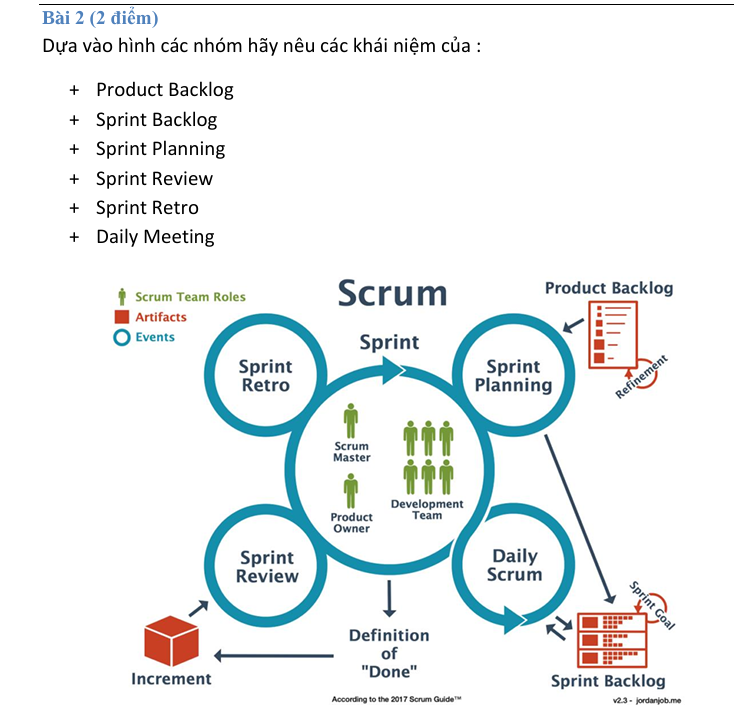 Bài 2 (2 điểm)
Dựa vào hình các nhóm hãy nêu các khái niệm của :
+ Product Backlog
+ Sprint Backlog
+ Sprint Planning
+ Sprint Review
+ Sprint Retro
+ Daily Meeting
Scrum
Scrum Team Roles
Artifacts
Events
Product Backlog
Refinement
Sprint
Sprint
Retro
Sprint
Planning
Scrum
Master
Product
Owner
Development
Team
Sprint
Review
Daily
Scrum
Sprint Goal
Sprint Backlog
Definition
of
"Done"
Increment
According to the 2017 Scrum Guide™
v2.3 - jordanjob.me